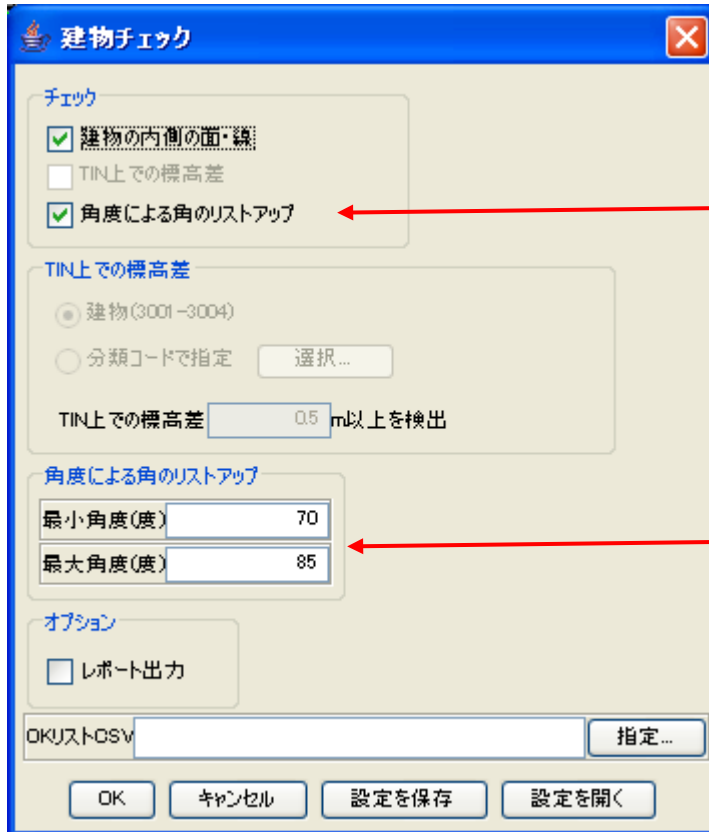 建物チェック
チェック
建物の内側の面・線
TIN上での標高差
角度による角のリストアップ
TIN上での標高差
建物(3001-3004)
分類コードで指定 選択...
TIN上での標高差 0.5 m以上を検出
角度による角のリストアップ
最小角度(度) 70
最大角度(度) 85
オプション
レポート出力
OKリストCSV 指定...
OK キャンセル 設定を保存 設定を開く